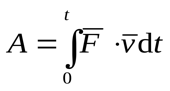 A = ∫₀ᵗ F̅ · v̅ dt